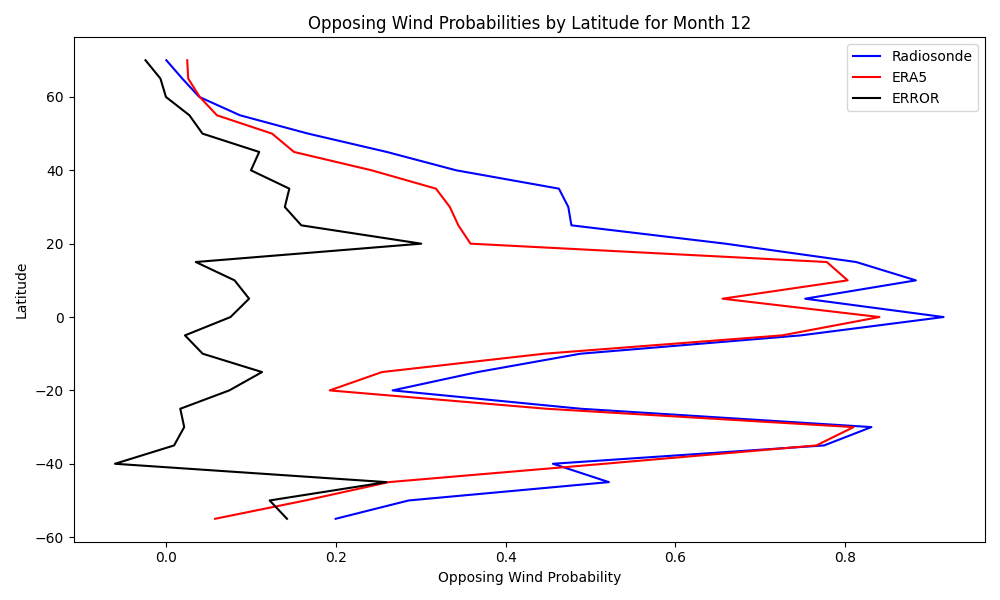 Opposing Wind Probabilities by Latitude for Month 12
Radiosonde
ERA5
ERROR
Latitude
60
40
20
0
−20
−40
−60
0.0 0.2 0.4 0.6 0.8
Opposing Wind Probability